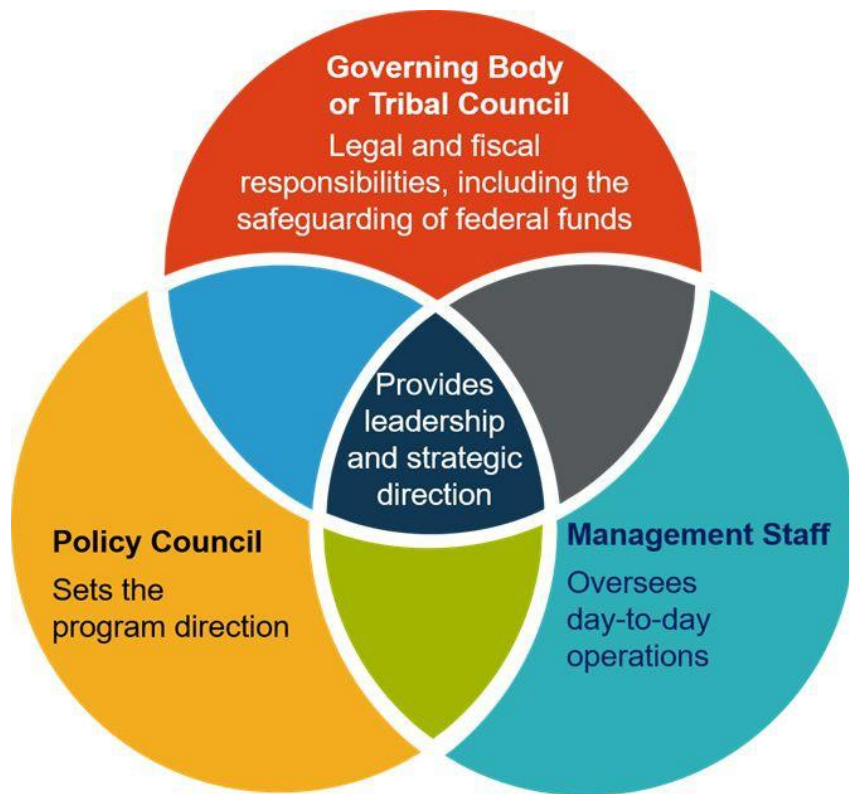 Governing Body
or Tribal Council
Legal and fiscal
responsibilities, including the
safeguarding of federal funds
Provides
leadership
and strategic
direction
Policy Council
Sets the
program direction
Management Staff
Oversees
day-to-day
operations